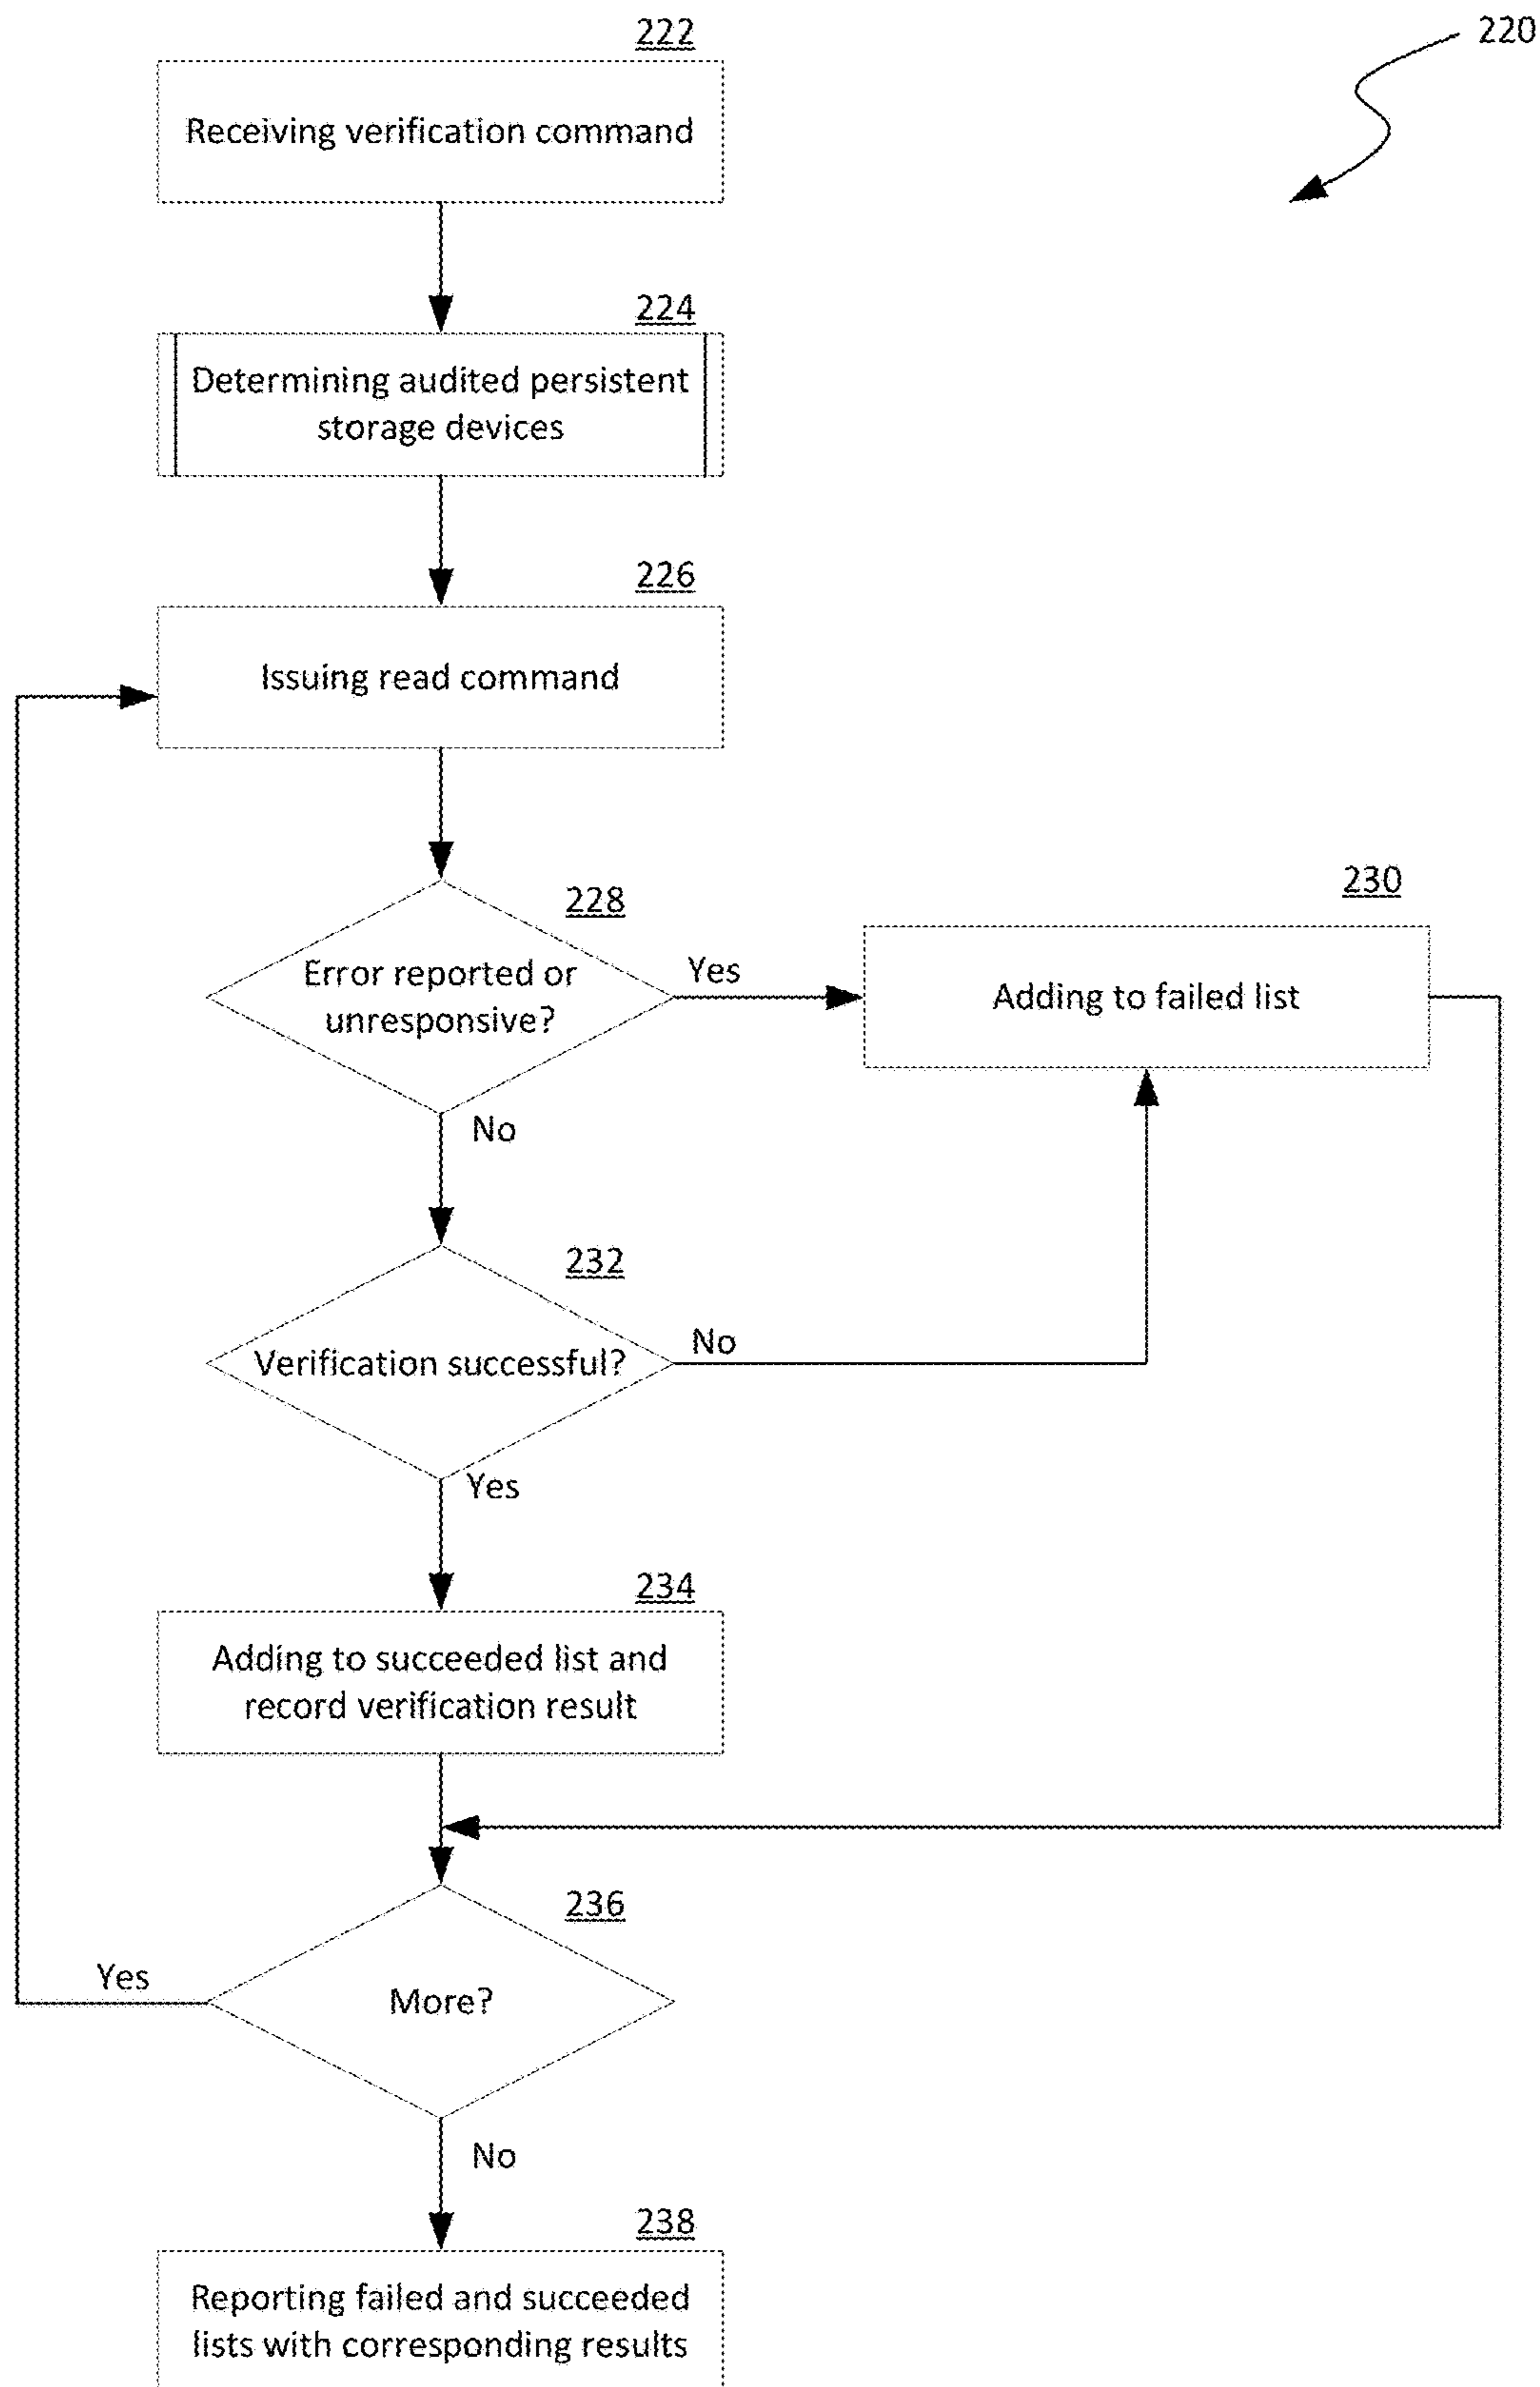 222
220
Receiving verification command
224
Determining audited persistent
storage devices
226
Issuing read command
228
230
Error reported or
unresponsive?
Yes
Adding to failed list
No
232
Verification successful?
No
Yes
234
Adding to succeeded list and
record verification result
236
Yes
More?
No
238
Reporting failed and succeeded
lists with corresponding results